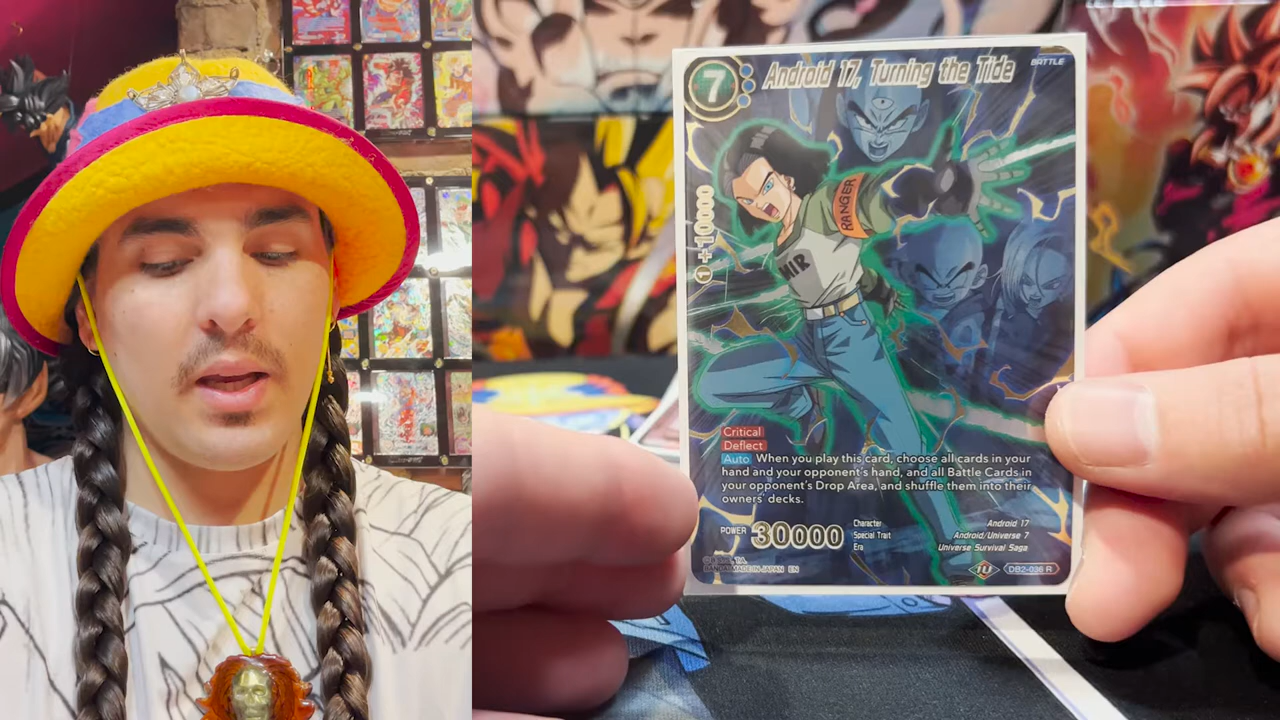 7
Android 17, Turning the Tide
BATTLE
1 +10000
RANGER
MIR
Critical
Deflect
Auto When you play this card, choose all cards in your
hand and your opponent's hand, and all Battle Cards in
your opponent's Drop Area, and shuffle them into their
owners' decks.
POWER 30000
Character Android 17
Special Trait Android/Universe 7
Era Universe Survival Saga
MADE IN JAPAN EN
DB2-036 R